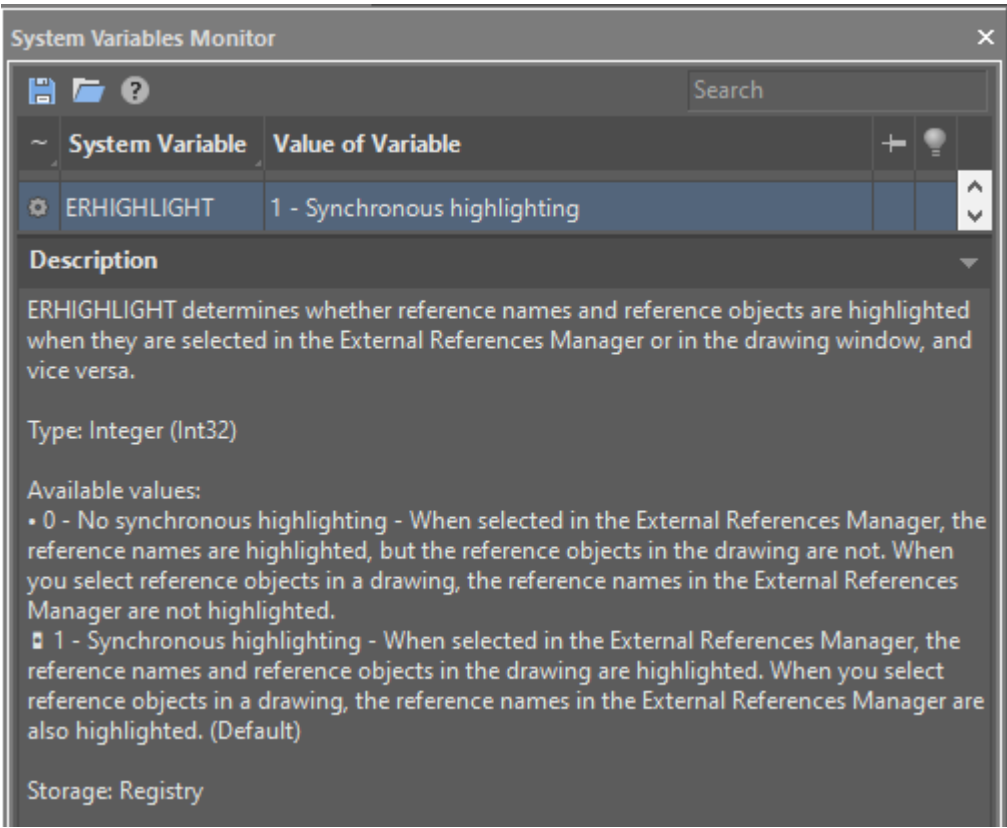 System Variables Monitor
Search
~ System Variable Value of Variable
ERHIGHLIGHT 1 - Synchronous highlighting
Description
ERHIGHLIGHT determines whether reference names and reference objects are highlighted
when they are selected in the External References Manager or in the drawing window, and
vice versa.
Type: Integer (Int32)
Available values:
• 0 - No synchronous highlighting - When selected in the External References Manager, the
reference names are highlighted, but the reference objects in the drawing are not. When
you select reference objects in a drawing, the reference names in the External References
Manager are not highlighted.
1 - Synchronous highlighting - When selected in the External References Manager, the
reference names and reference objects in the drawing are highlighted. When you select
reference objects in a drawing, the reference names in the External References Manager are
also highlighted. (Default)
Storage: Registry